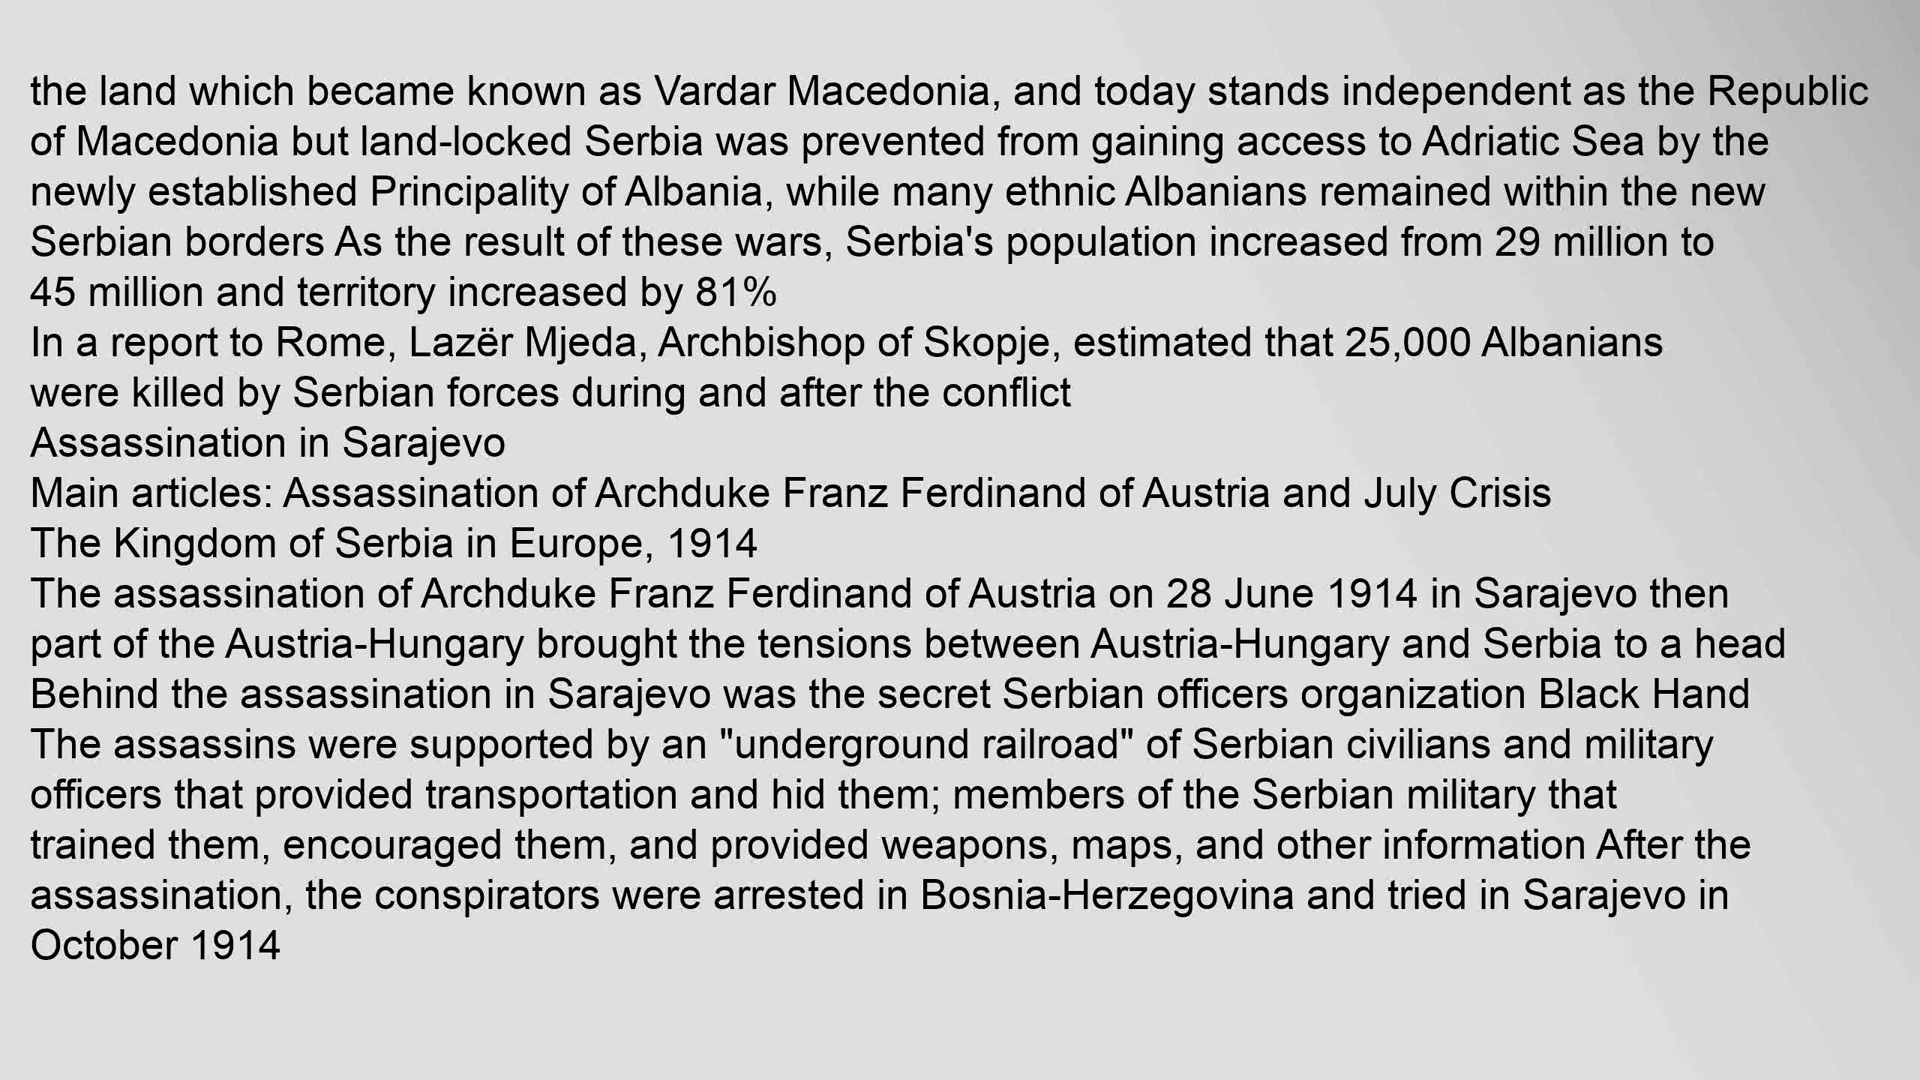 the land which became known as Vardar Macedonia, and today stands independent as the Republic
of Macedonia but land-locked Serbia was prevented from gaining access to Adriatic Sea by the
newly established Principality of Albania, while many ethnic Albanians remained within the new
Serbian borders As the result of these wars, Serbia's population increased from 29 million to
45 million and territory increased by 81%
In a report to Rome, Lazër Mjeda, Archbishop of Skopje, estimated that 25,000 Albanians
were killed by Serbian forces during and after the conflict
Assassination in Sarajevo
Main articles: Assassination of Archduke Franz Ferdinand of Austria and July Crisis
The Kingdom of Serbia in Europe, 1914
The assassination of Archduke Franz Ferdinand of Austria on 28 June 1914 in Sarajevo then
part of the Austria-Hungary brought the tensions between Austria-Hungary and Serbia to a head
Behind the assassination in Sarajevo was the secret Serbian officers organization Black Hand
The assassins were supported by an "underground railroad" of Serbian civilians and military
officers that provided transportation and hid them; members of the Serbian military that
trained them, encouraged them, and provided weapons, maps, and other information After the
assassination, the conspirators were arrested in Bosnia-Herzegovina and tried in Sarajevo in
October 1914